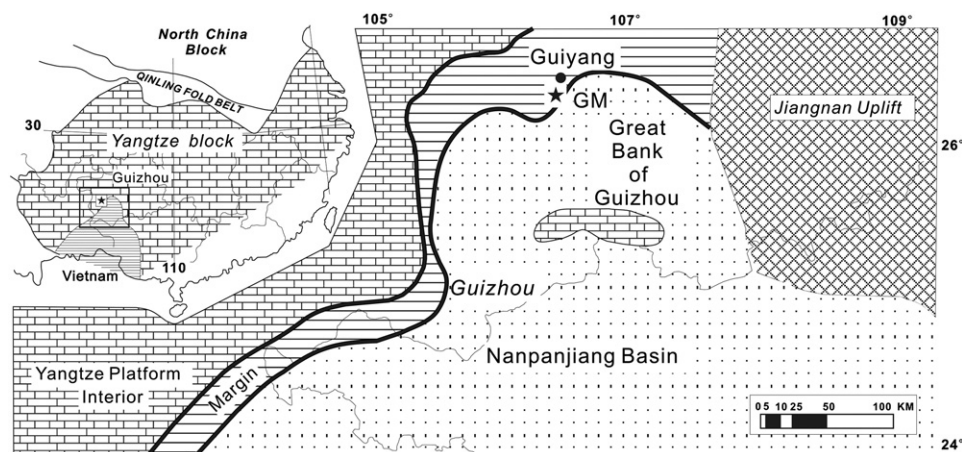 105°
107°
109°
North China
Block
QINLING FOLD BELT
30
Yangtze block
Guizhou
Vietnam
110
Guiyang
GM
Great
Bank
of
Guizhou
Jiangnan Uplift
26°
Guizhou
Nanpanjiang Basin
Yangtze Platform
Interior
Margin
0 5 10 25 50 100 KM
24°